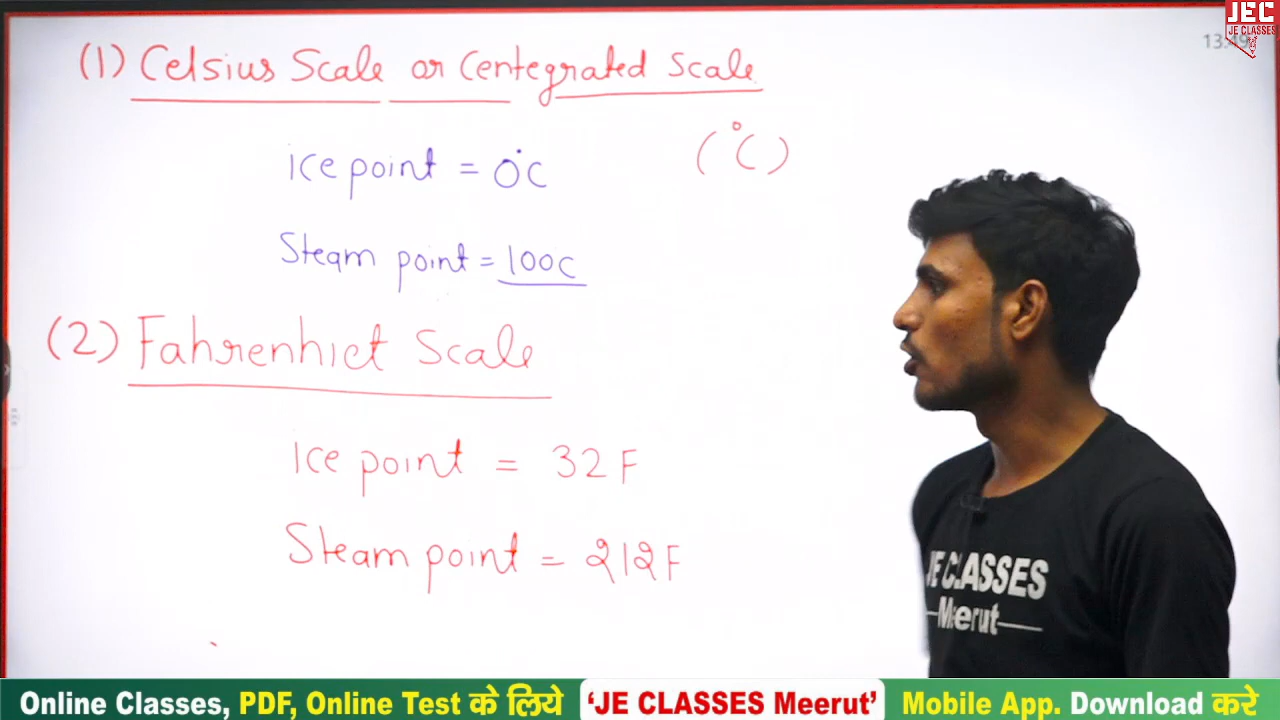 JEC
JE CLASSES
(1) Celsius Scale or Centegrated Scale
(°C)
ice point = 0°C
Steam point = 100C
(2) Fahrenhiet Scale
Ice point = 32 F
Steam point = 212F
JE CLASSES
Meerut
Online Classes, PDF, Online Test के लिये 'JE CLASSES Meerut' Mobile App. Download करे